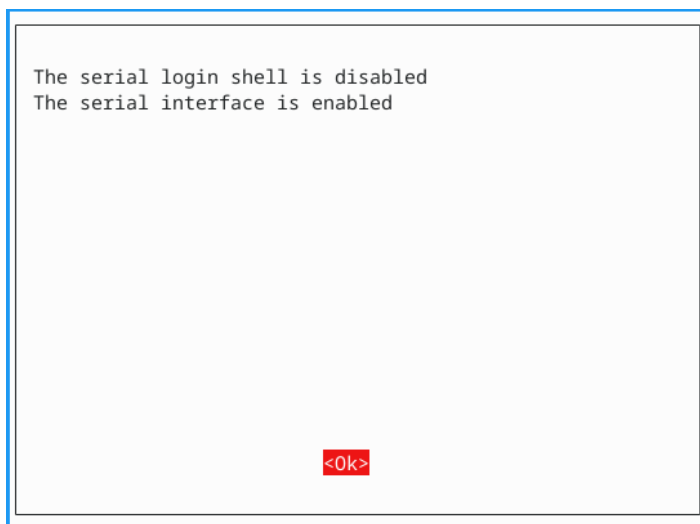 The serial login shell is disabled
The serial interface is enabled
<Ok>